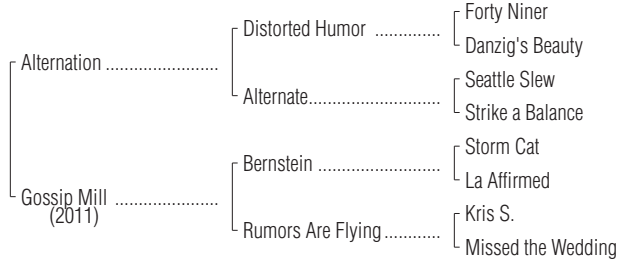 Forty Niner
Distorted Humor ..............
Danzig's Beauty
Alternation ........................
Seattle Slew
Alternate............................
Strike a Balance
Storm Cat
Bernstein ..........................
La Affirmed
Gossip Mill ......................
(2011)
Kris S.
Rumors Are Flying............
Missed the Wedding